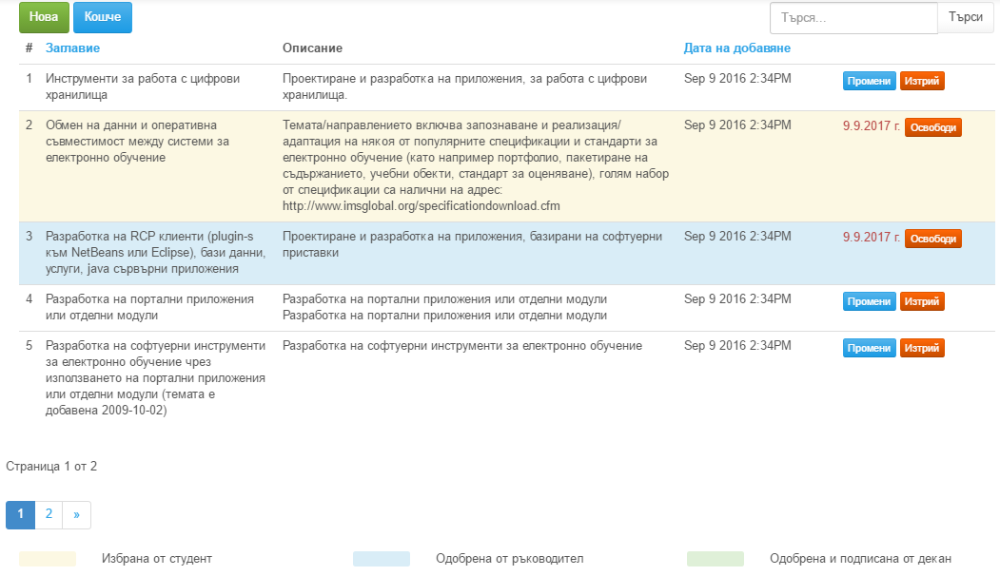 Нова Кошче Търся... Търси
# Заглавие Описание Дата на добавяне
1 Инструменти за работа с цифрови Проектиране и разработка на приложения, за работа с цифрови Sep 9 2016 2:34PM Промени Изтрий
хранилища хранилища.
2 Обмен на данни и оперативна Темата/направлението включва запознаване и реализация/ Sep 9 2016 2:34PM 9.9.2017 г. Освободи
съвместимост между системи за адаптация на някоя от популярните спецификации и стандарти за
електронно обучение електронно обучение (като например портфолио, пакетиране на
съдържанието, учебни обекти, стандарт за оценяване), голям набор
от спецификации са налични на адрес:
http://www.imsglobal.org/specificationdownload.cfm
3 Разработка на RCP клиенти (plugin-s Проектиране и разработка на приложения, базирани на софтуерни Sep 9 2016 2:34PM 9.9.2017 г. Освободи
към NetBeans или Eclipse), бази данни, приставки
услуги, java сървърни приложения
4 Разработка на портални приложения Разработка на портални приложения или отделни модули Sep 9 2016 2:34PM Промени Изтрий
или отделни модули Разработка на портални приложения или отделни модули
5 Разработка на софтуерни инструменти Разработка на софтуерни инструменти за електронно обучение Sep 9 2016 2:34PM Промени Изтрий
за електронно обучение чрез
използването на портални приложения
или отделни модули (темата е
добавена 2009-10-02)
Страница 1 от 2
1 2 »
Избрана от студент Одобрена от ръководител Одобрена и подписана от декан